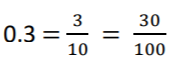 0.3 = 3/10 = 30/100